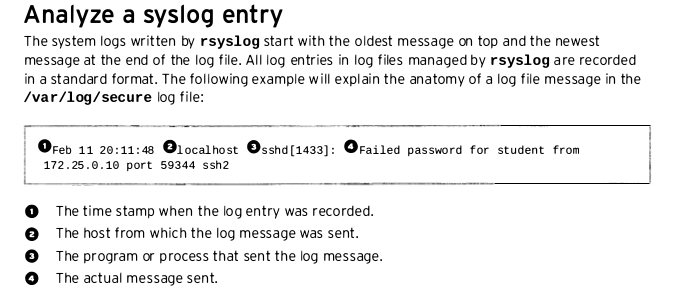 Analyze a syslog entry
The system logs written by rsyslog start with the oldest message on top and the newest
message at the end of the log file. All log entries in log files managed by rsyslog are recorded
in a standard format. The following example will explain the anatomy of a log file message in the
/var/log/secure log file:
❶Feb 11 20:11:48 ❷localhost ❸sshd[1433]: ❹Failed password for student from
172.25.0.10 port 59344 ssh2
❶ The time stamp when the log entry was recorded.
❷ The host from which the log message was sent.
❸ The program or process that sent the log message.
❹ The actual message sent.